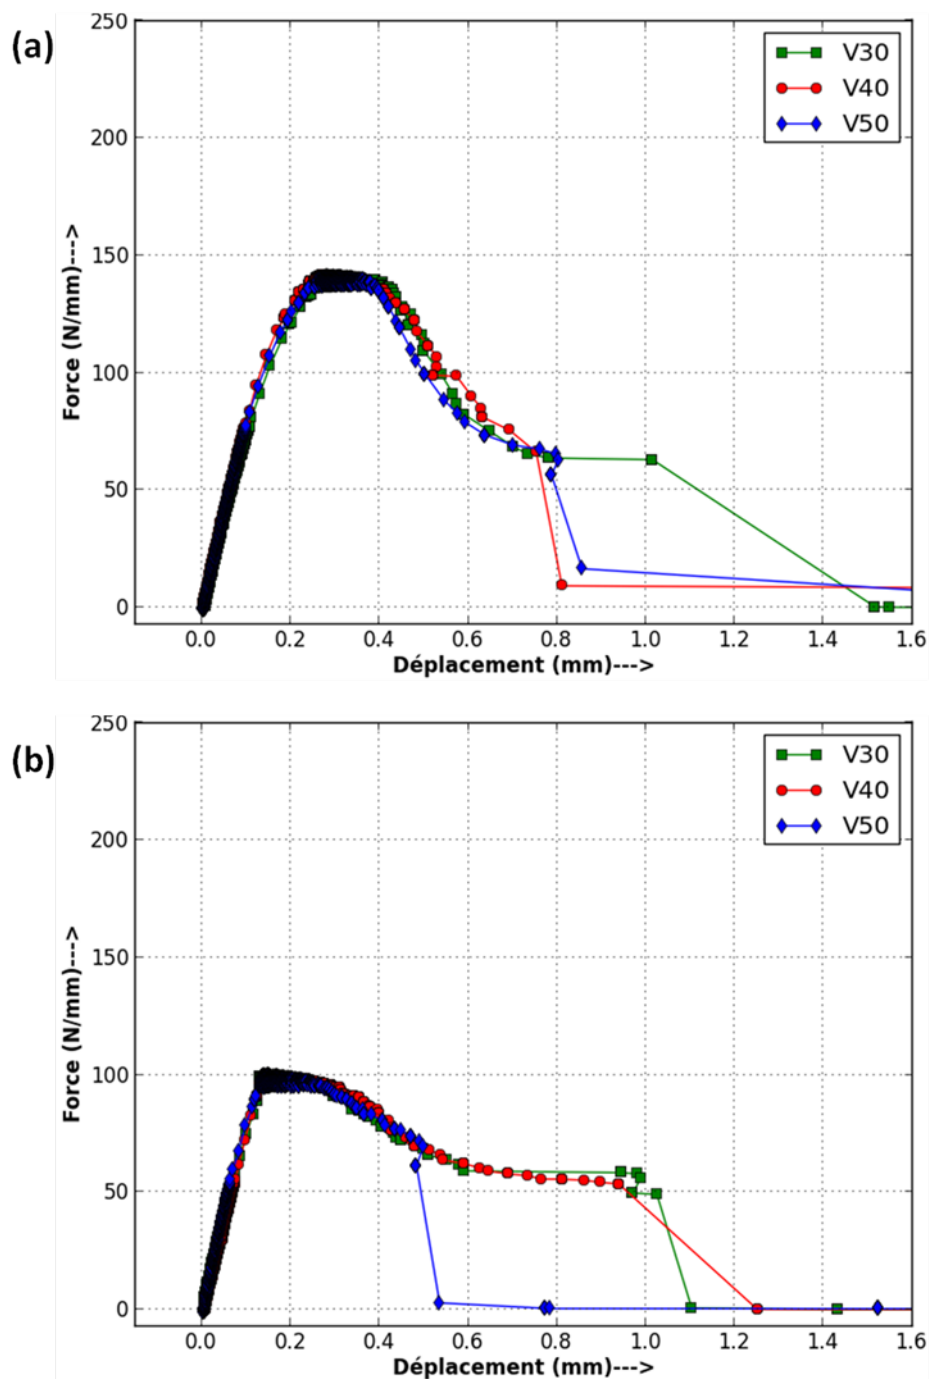 (a)
250
200
150
100
50
0
Force (N/mm)--->
V30
V40
V50
0.0 0.2 0.4 0.6 0.8 1.0 1.2 1.4 1.6
Déplacement (mm)--->
(b)
250
200
150
100
50
0
Force (N/mm)--->
V30
V40
V50
0.0 0.2 0.4 0.6 0.8 1.0 1.2 1.4 1.6
Déplacement (mm)--->